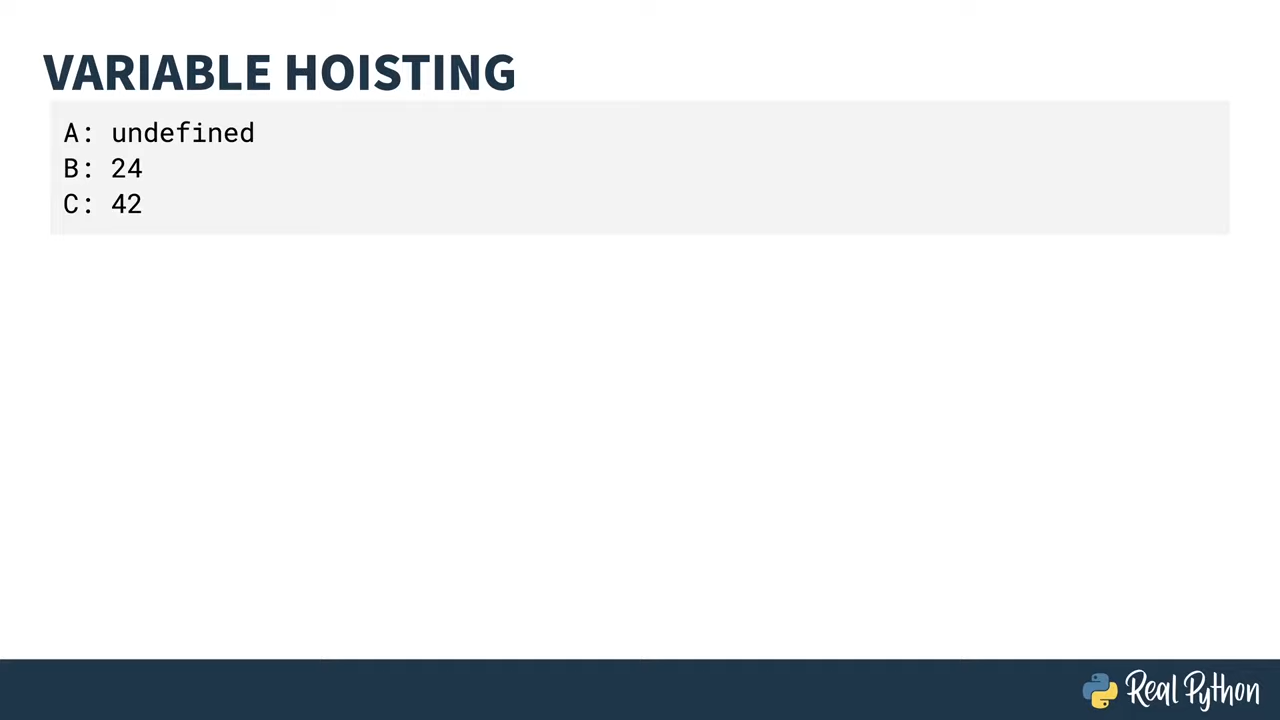 VARIABLE HOISTING
A: undefined
B: 24
C: 42
Real Python